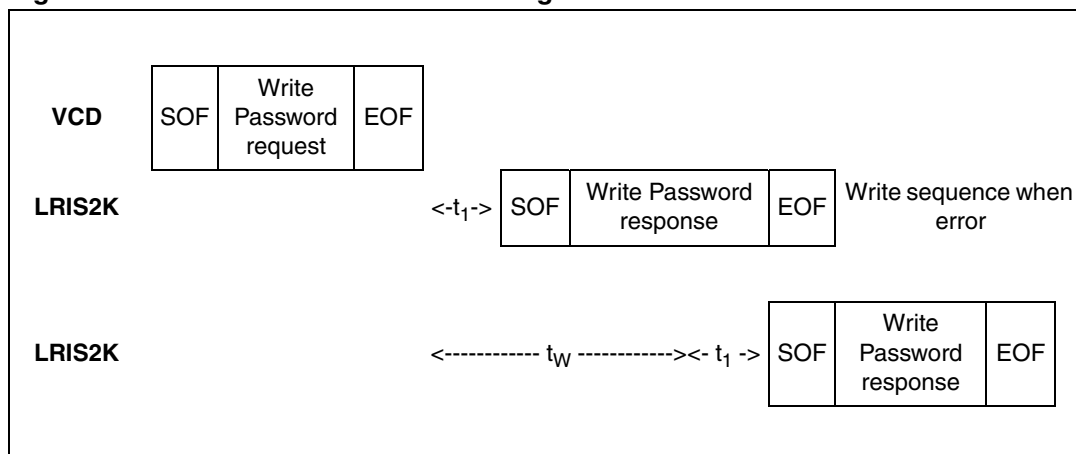 VCD SOF Write Password request EOF
LRIS2K <-t1-> SOF Write Password response EOF Write sequence when error
LRIS2K <------------ tW ------------><- t1 -> SOF Write Password response EOF